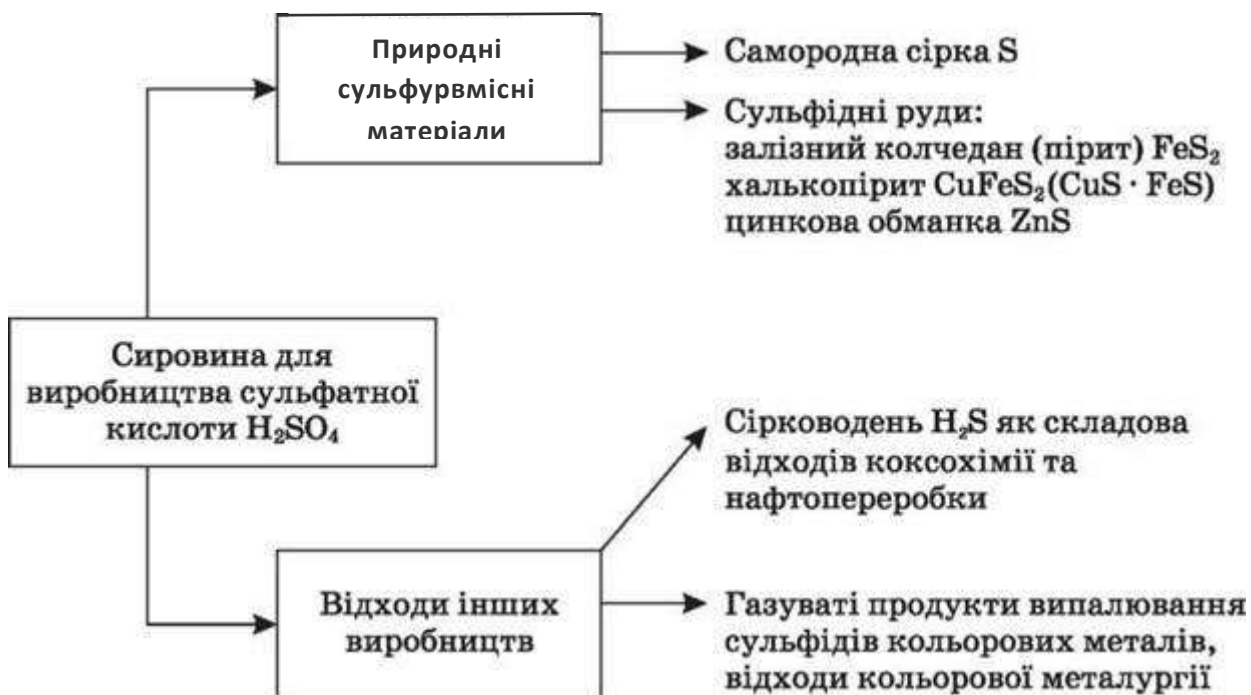 Природні
сульфурвмісні
матеріали
Самородна сірка S
Сульфідні руди:
залізний колчедан (пірит) FeS₂
халькопірит CuFeS₂(CuS · FeS)
цинкова обманка ZnS
Сировина для
виробництва сульфатної
кислоти H₂SO₄
Сірководень H₂S як складова
відходів коксохімії та
нафтопереробки
Відходи інших
виробництв
Газуваті продукти випалювання
сульфідів кольорових металів,
відходи кольорової металургії